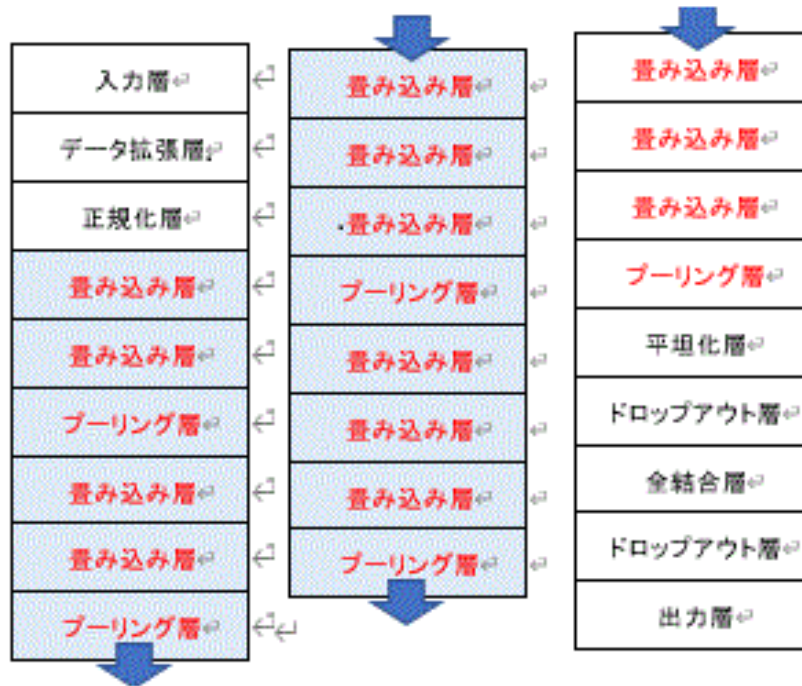 入力層
データ拡張層
正規化層
畳み込み層
畳み込み層
プーリング層
畳み込み層
畳み込み層
プーリング層
畳み込み層
畳み込み層
畳み込み層
プーリング層
畳み込み層
畳み込み層
畳み込み層
プーリング層
畳み込み層
畳み込み層
畳み込み層
プーリング層
平坦化層
ドロップアウト層
全結合層
ドロップアウト層
出力層